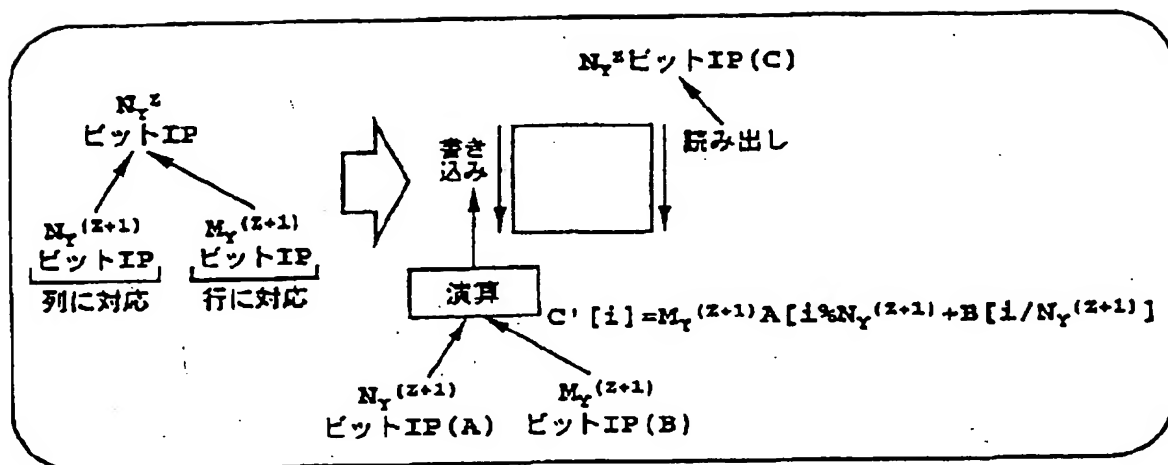 N_Y^Z
ビットIP
N_Y^(Z+1)
ビットIP
列に対応
M_Y^(Z+1)
ビットIP
行に対応
N_Y^ZビットIP(C)
書き
込み
読み出し
演算
C'[i]=M_Y^(Z+1)A[i%N_Y^(Z+1)+B[i/N_Y^(Z+1)]
N_Y^(Z+1)
ビットIP(A)
M_Y^(Z+1)
ビットIP(B)